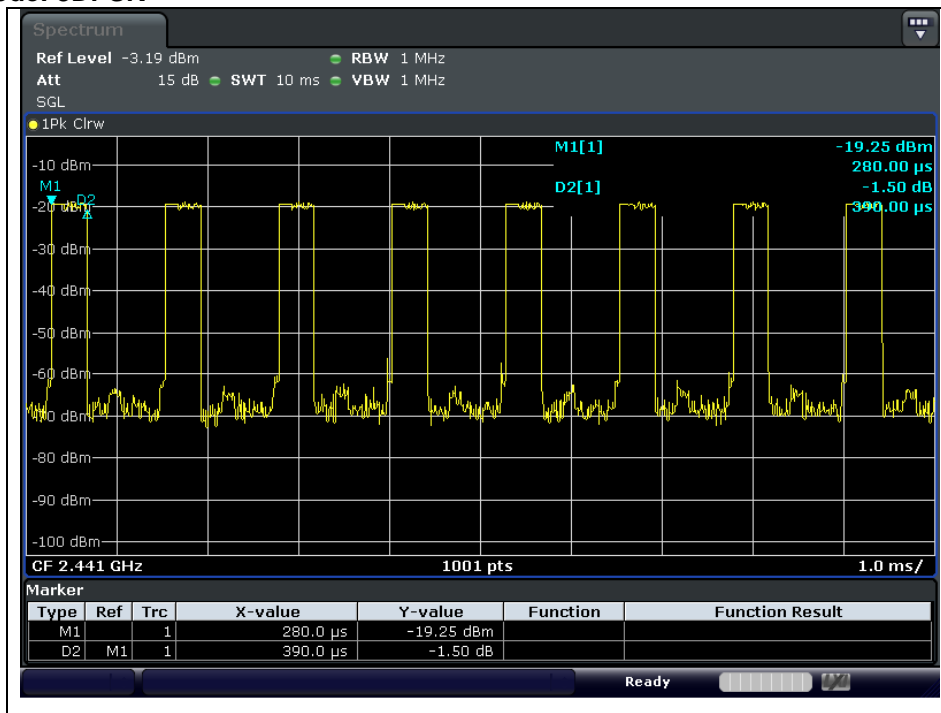 Spectrum
Ref Level -3.19 dBm RBW 1 MHz
Att 15 dB SWT 10 ms VBW 1 MHz
SGL
1Pk Clrw
M1[1] -19.25 dBm
280.00 µs
D2[1] -1.50 dB
390.00 µs
-10 dBm
M1
D2
-20 dBm
-30 dBm
-40 dBm
-50 dBm
-60 dBm
-70 dBm
-80 dBm
-90 dBm
-100 dBm
CF 2.441 GHz 1001 pts 1.0 ms/
Marker
Type Ref Trc X-value Y-value Function Function Result
M1 1 280.0 µs -19.25 dBm
D2 M1 1 390.0 µs -1.50 dB
Ready